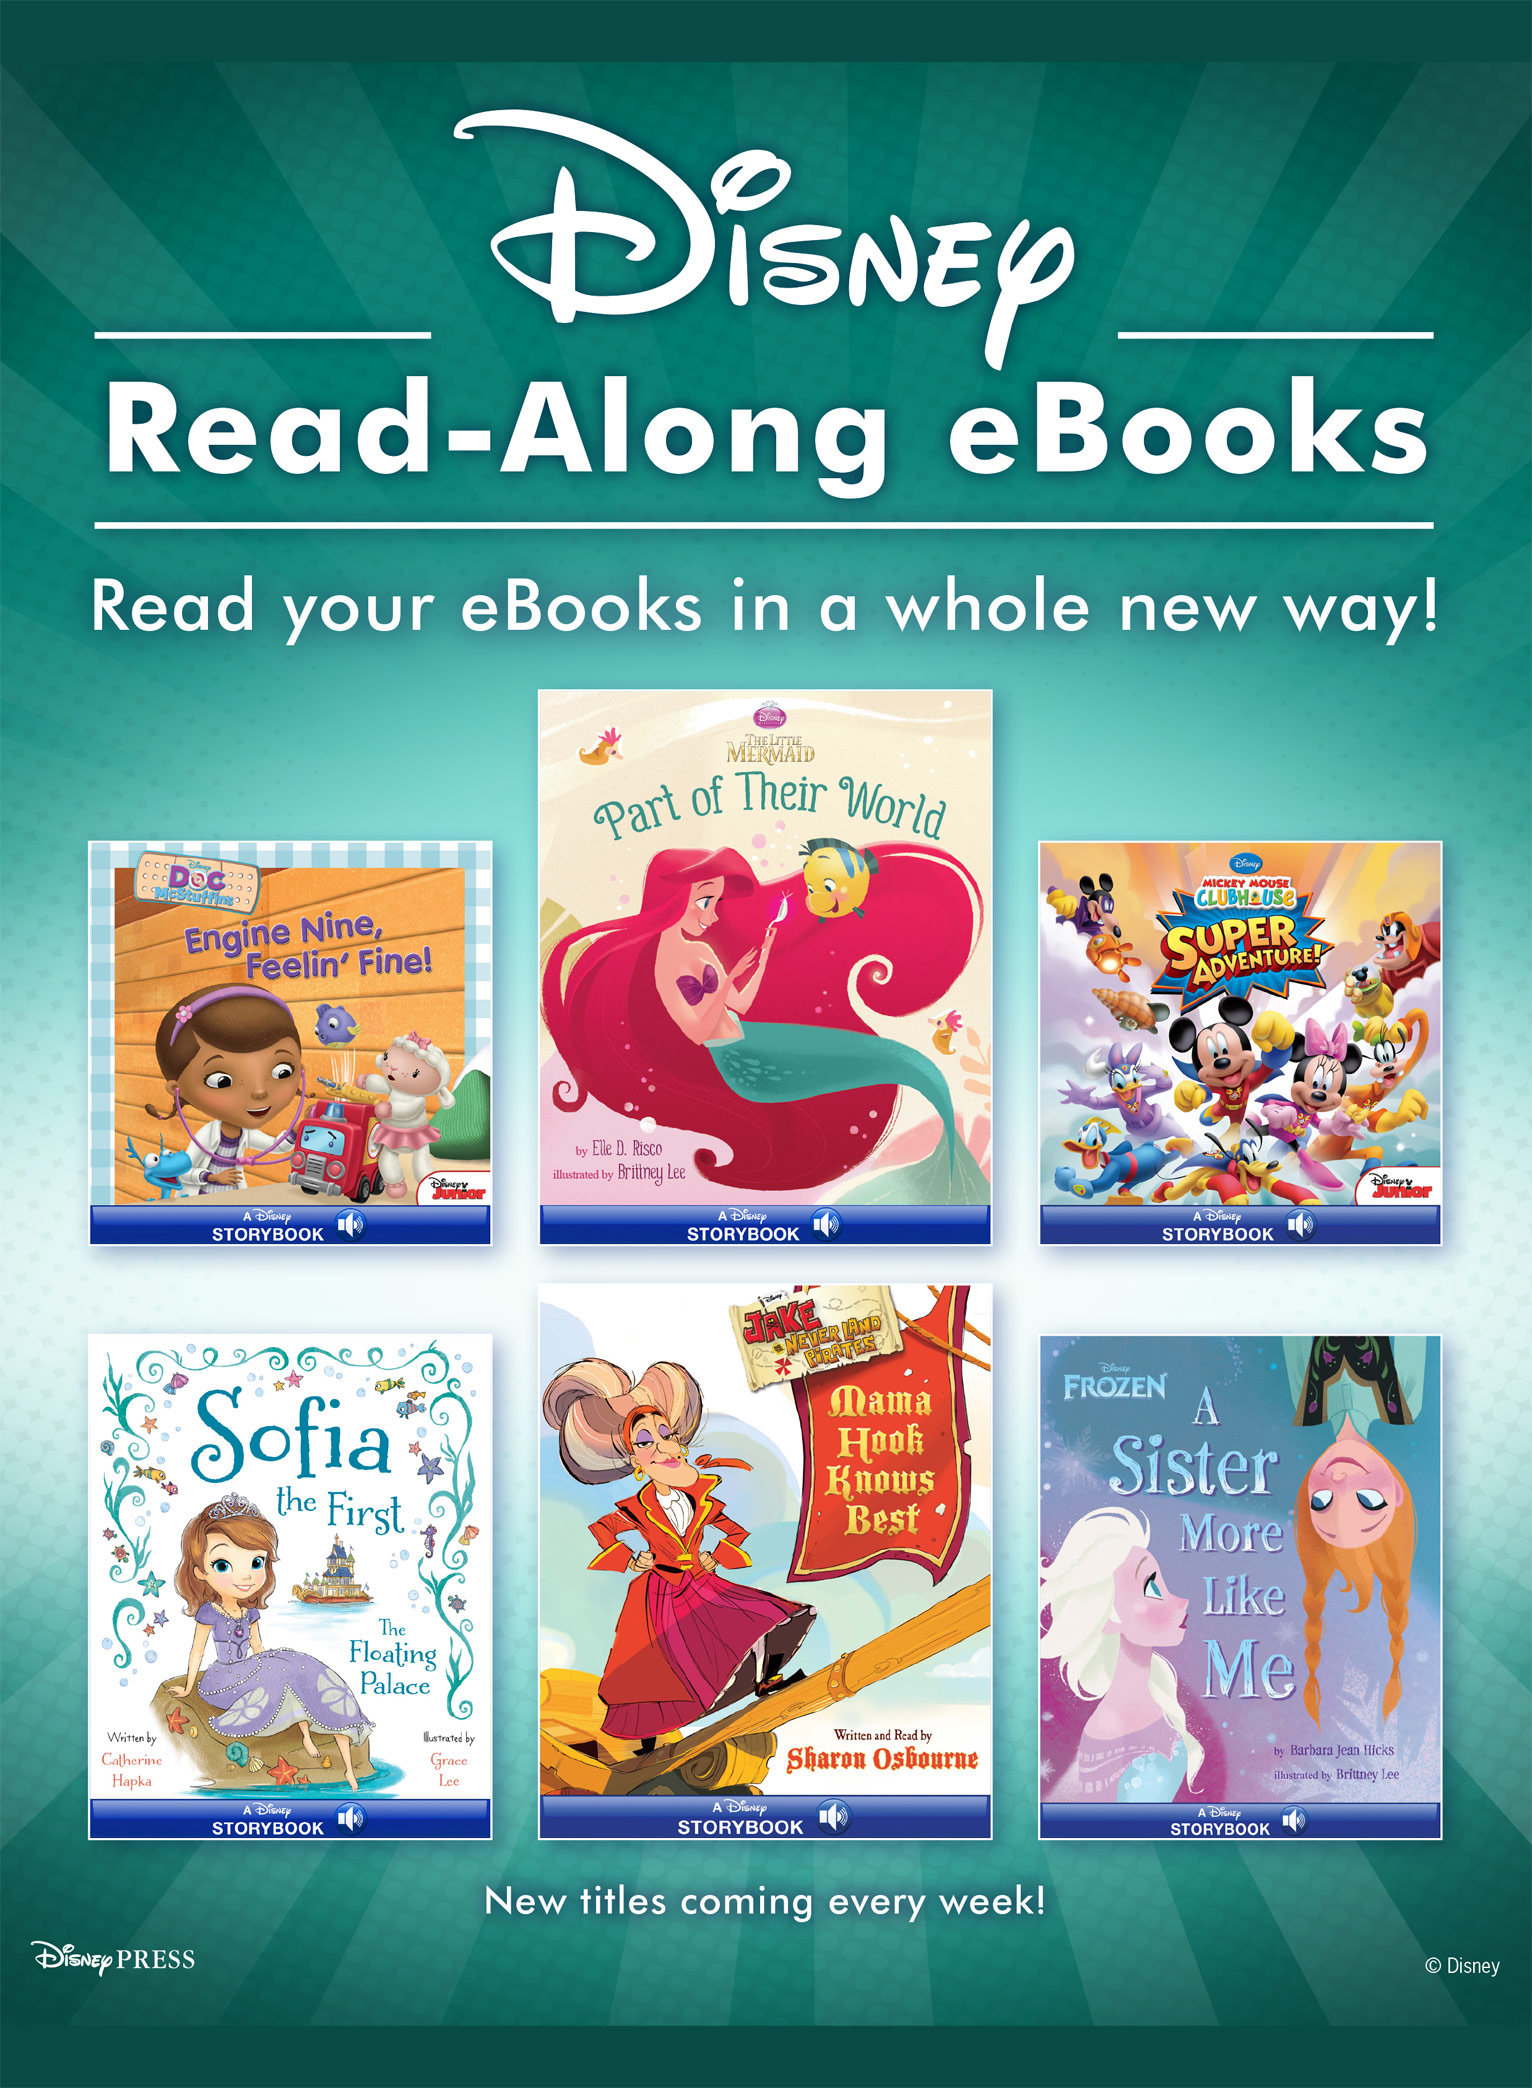 Disney
Read-Along eBooks
Read your eBooks in a whole new way!
Disney
Doc
McStuffins
Engine Nine,
Feelin' Fine!
Disney Junior
A Disney
STORYBOOK
Disney
THE LITTLE
MERMAID
Part of Their World
by Elle D. Risco
illustrated by Brittney Lee
A Disney
STORYBOOK
Disney
MICKEY MOUSE
CLUBHOUSE
SUPER
ADVENTURE!
Disney Junior
A Disney
STORYBOOK
Sofia
the First
The
Floating
Palace
Written by
Catherine
Hapka
Illustrated by
Grace
Lee
A Disney
STORYBOOK
Disney
JAKE
AND THE
NEVER LAND
PIRATES
Mama
Hook
Knows
Best
Written and Read by
Sharon Osbourne
A Disney
STORYBOOK
Disney
FROZEN
A
Sister
More
Like
Me
by Barbara Jean Hicks
illustrated by Brittney Lee
A Disney
STORYBOOK
New titles coming every week!
Disney PRESS
© Disney